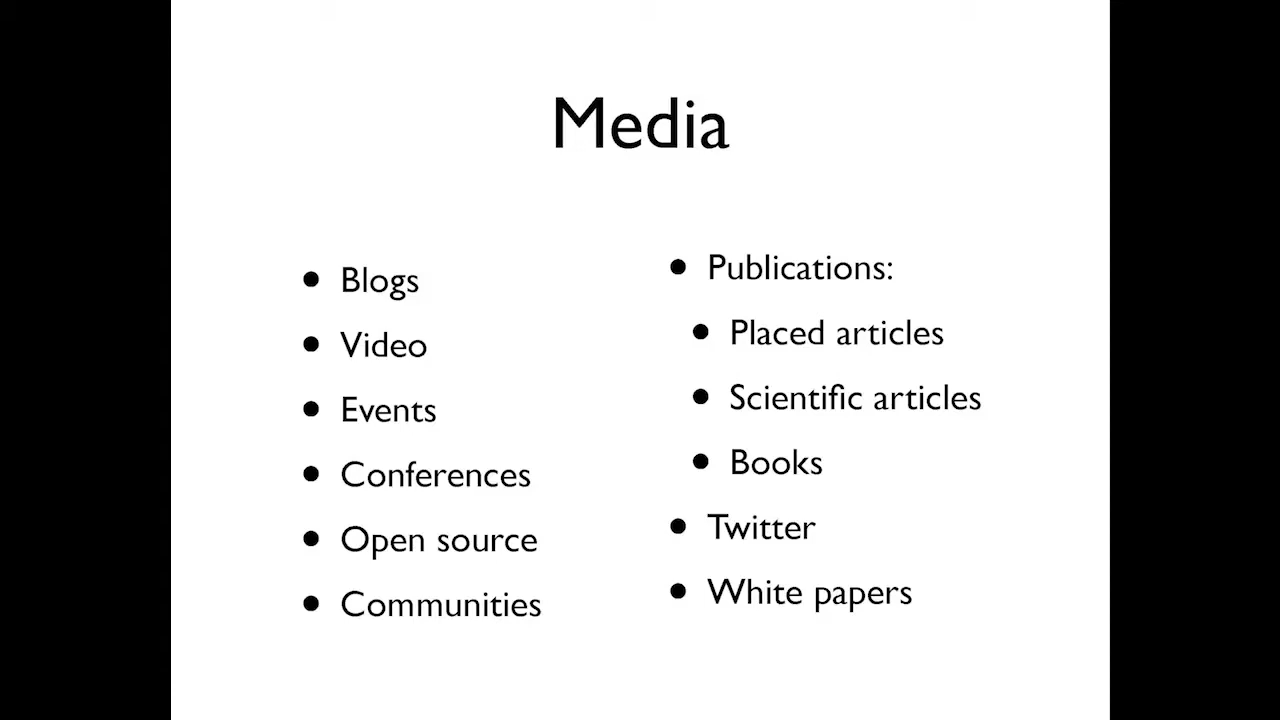 Media
• Blogs
• Video
• Events
• Conferences
• Open source
• Communities
• Publications:
• Placed articles
• Scientific articles
• Books
• Twitter
• White papers